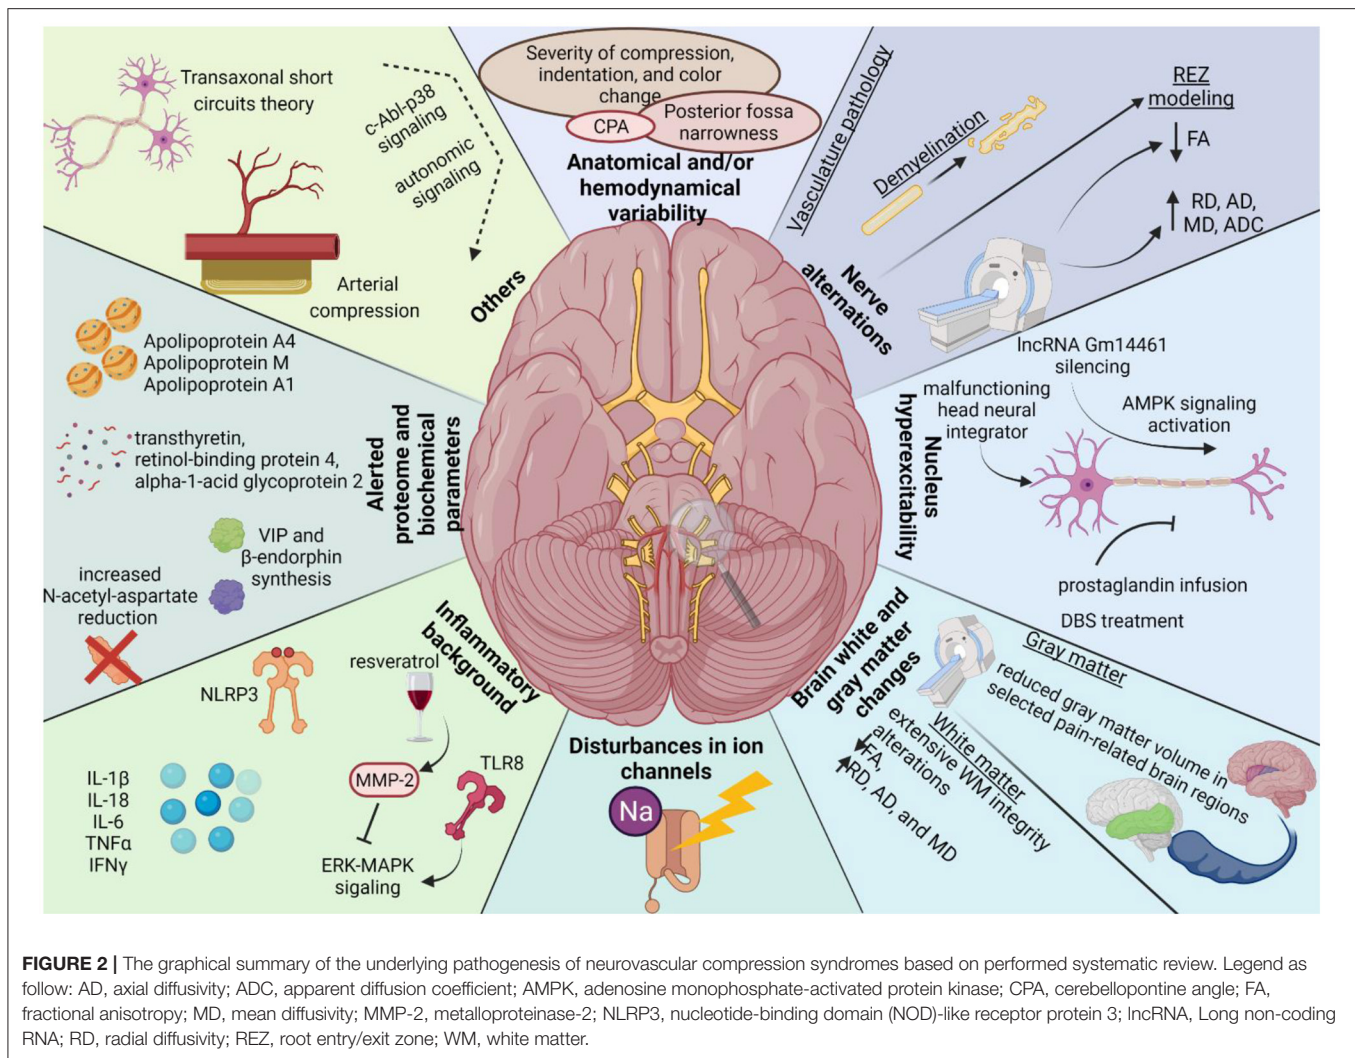 Transaxonal short
circuits theory
c-Abl-p38
signaling
autonomic
signaling
Arterial
compression
Others
Severity of compression,
indentation, and color
change
CPA
Posterior fossa
narrowness
Anatomical and/or
hemodynamical
variability
Vasculature pathology
Demyelination
REZ
modeling
FA
RD, AD,
MD, ADC
Nerve
alternations
lncRNA Gm14461
silencing
malfunctioning
head neural
integrator
AMPK signaling
activation
Nucleus
hyperexcitability
prostaglandin infusion
DBS treatment
Apolipoprotein A4
Apolipoprotein M
Apolipoprotein A1
transthyretin,
retinol-binding protein 4,
alpha-1-acid glycoprotein 2
VIP and
β-endorphin
synthesis
increased
N-acetyl-aspartate
reduction
Alerted
proteome and
biochemical
parameters
Inflammatory
background
NLRP3
resveratrol
MMP-2
TLR8
ERK-MAPK
sigaling
IL-1β
IL-18
IL-6
TNFα
IFNγ
Disturbances in ion
channels
Na
Brain white and
gray matter
changes
White matter
extensive WM integrity
alterations
FA,
RD, AD, and MD
Gray matter
reduced gray matter volume in
selected pain-related brain regions
FIGURE 2 | The graphical summary of the underlying pathogenesis of neurovascular compression syndromes based on performed systematic review. Legend as
follow: AD, axial diffusivity; ADC, apparent diffusion coefficient; AMPK, adenosine monophosphate-activated protein kinase; CPA, cerebellopontine angle; FA,
fractional anisotropy; MD, mean diffusivity; MMP-2, metalloproteinase-2; NLRP3, nucleotide-binding domain (NOD)-like receptor protein 3; lncRNA, Long non-coding
RNA; RD, radial diffusivity; REZ, root entry/exit zone; WM, white matter.